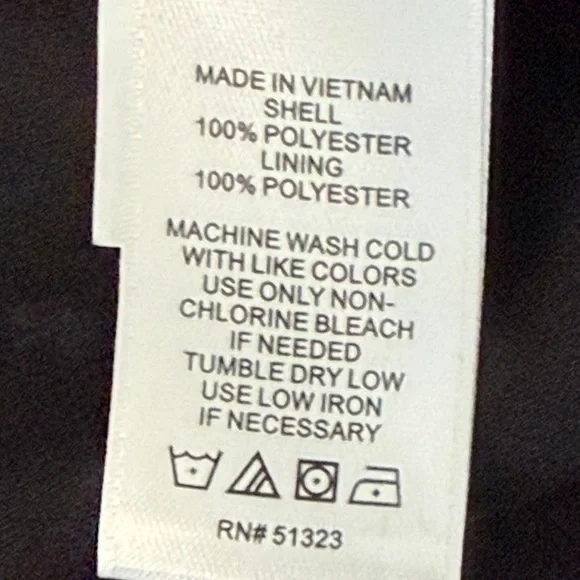 MADE IN VIETNAM
SHELL
100% POLYESTER
LINING
100% POLYESTER
MACHINE WASH COLD
WITH LIKE COLORS
USE ONLY NON-
CHLORINE BLEACH
IF NEEDED
TUMBLE DRY LOW
USE LOW IRON
IF NECESSARY
RN# 51323